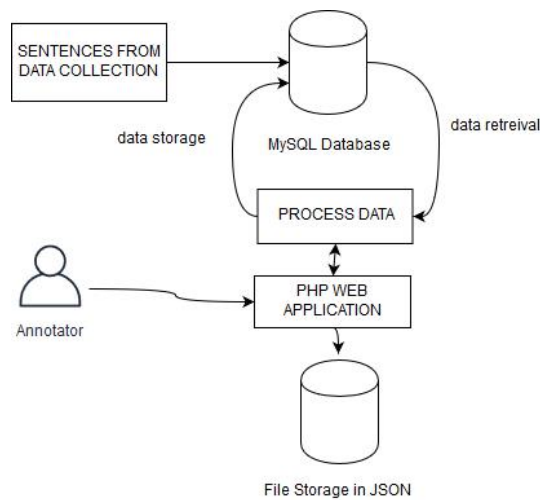 SENTENCES FROM
DATA COLLECTION
data storage
MySQL Database
data retreival
PROCESS DATA
PHP WEB
APPLICATION
Annotator
File Storage in JSON